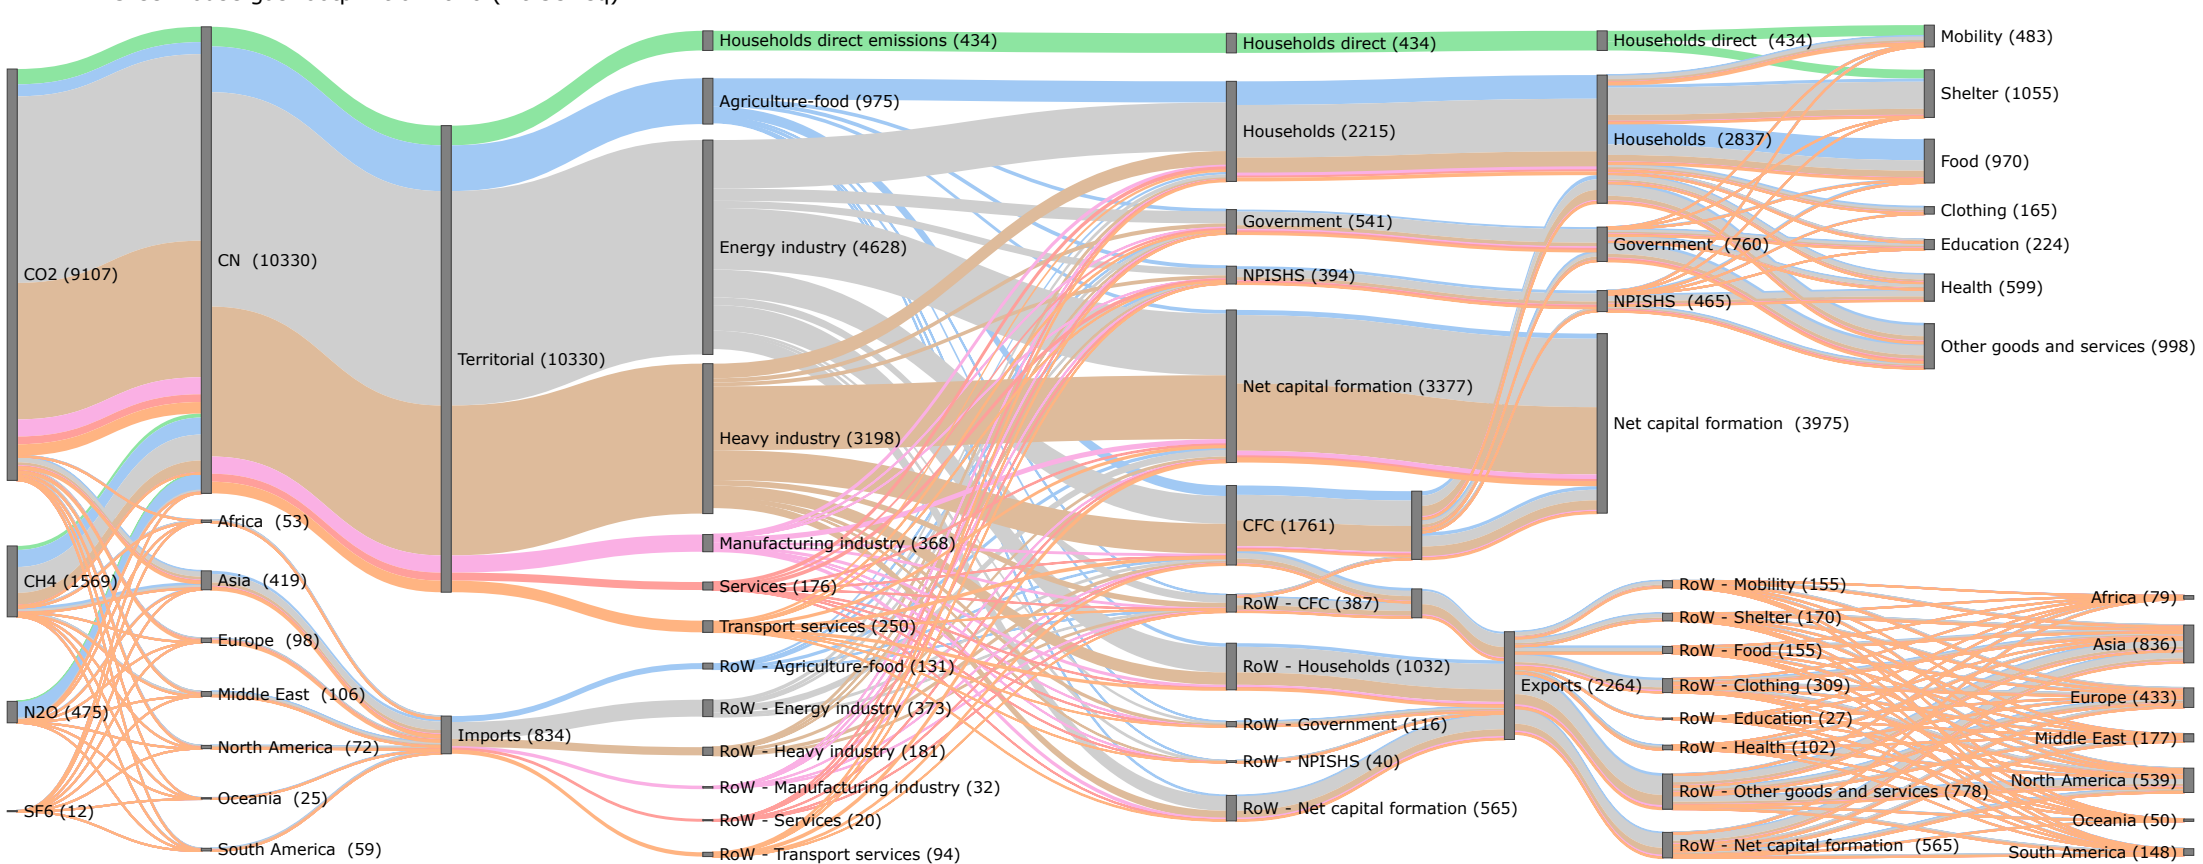 CO2 (9107)
CH4 (1569)
N2O (475)
SF6 (12)
CN (10330)
Africa (53)
Asia (419)
Europe (98)
Middle East (106)
North America (72)
Oceania (25)
South America (59)
Territorial (10330)
Imports (834)
Households direct emissions (434)
Agriculture-food (975)
Energy industry (4628)
Heavy industry (3198)
Manufacturing industry (368)
Services (176)
Transport services (250)
RoW - Agriculture-food (131)
RoW - Energy industry (373)
RoW - Heavy industry (181)
RoW - Manufacturing industry (32)
RoW - Services (20)
RoW - Transport services (94)
Households direct (434)
Households (2215)
Government (541)
NPISHS (394)
Net capital formation (3377)
CFC (1761)
RoW - CFC (387)
RoW - Households (1032)
RoW - Government (116)
RoW - NPISHS (40)
RoW - Net capital formation (565)
Households direct (434)
Households (2837)
Government (760)
NPISHS (465)
Net capital formation (3975)
Exports (2264)
Mobility (483)
Shelter (1055)
Food (970)
Clothing (165)
Education (224)
Health (599)
Other goods and services (998)
RoW - Mobility (155)
RoW - Shelter (170)
RoW - Food (155)
RoW - Clothing (309)
RoW - Education (27)
RoW - Health (102)
RoW - Other goods and services (778)
RoW - Net capital formation (565)
Africa (79)
Asia (836)
Europe (433)
Middle East (177)
North America (539)
Oceania (50)
South America (148)